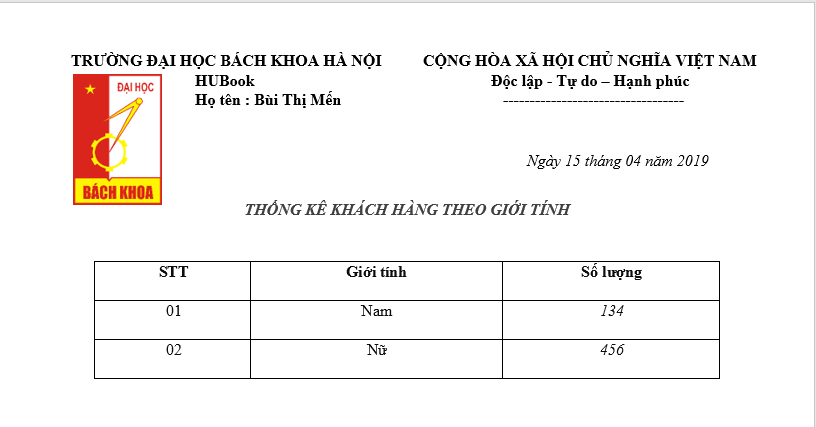 TRƯỜNG ĐẠI HỌC BÁCH KHOA HÀ NỘI
HUBook
Họ tên : Bùi Thị Mến
CỘNG HÒA XÃ HỘI CHỦ NGHĨA VIỆT NAM
Độc lập - Tự do – Hạnh phúc
-----------------------------------
ĐẠI HỌC
BÁCH KHOA
Ngày 15 tháng 04 năm 2019
THỐNG KÊ KHÁCH HÀNG THEO GIỚI TÍNH
STT Giới tính Số lượng
01 Nam 134
02 Nữ 456